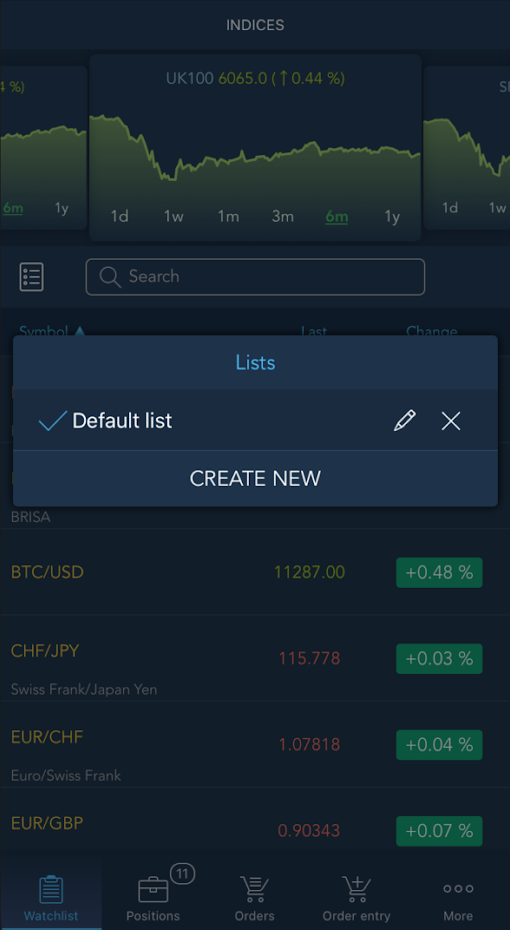 INDICES
4 %)
UK100 6065.0 (↑0.44 %)
6m 1y
1d 1w 1m 3m 6m 1y
1d 1w
Search
Symbol ▲ Last Change
Lists
Default list
CREATE NEW
BRISA
BTC/USD 11287.00 +0.48 %
CHF/JPY 115.778 +0.03 %
Swiss Frank/Japan Yen
EUR/CHF 1.07818 +0.04 %
Euro/Swiss Frank
EUR/GBP 0.90343 +0.07 %
11
Watchlist Positions Orders Order entry More